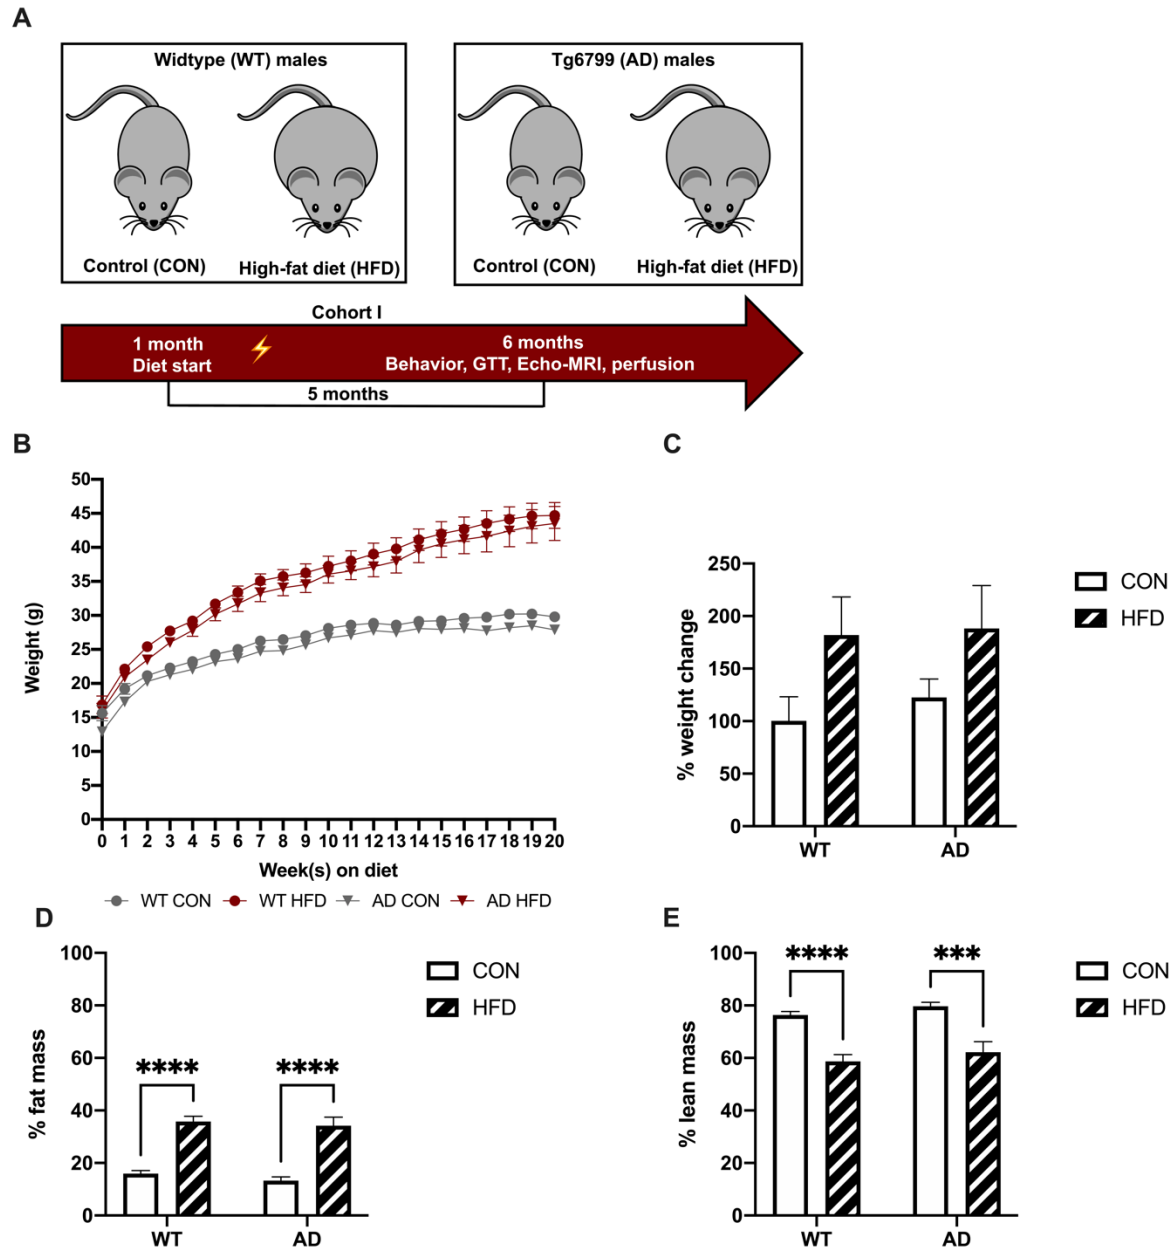 A
Widtype (WT) males
Tg6799 (AD) males
Control (CON)
High-fat diet (HFD)
Control (CON)
High-fat diet (HFD)
Cohort I
1 month
Diet start
6 months
Behavior, GTT, Echo-MRI, perfusion
5 months
B
50
45
40
35
30
25
20
15
10
5
0
Weight (g)
0 1 2 3 4 5 6 7 8 9 10 11 12 13 14 15 16 17 18 19 20
Week(s) on diet
WT CON WT HFD AD CON AD HFD
C
250
200
150
100
50
0
% weight change
WT AD
CON
HFD
D
100
80
60
40
20
0
% fat mass
**** ****
WT AD
CON
HFD
E
100
80
60
40
20
0
% lean mass
**** ***
WT AD
CON
HFD